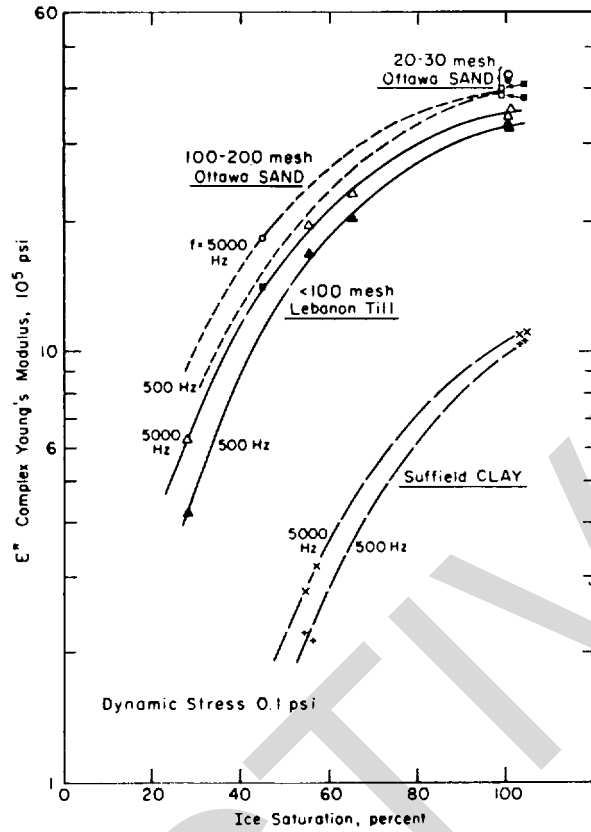 60
20-30 mesh
Ottawa SAND
100-200 mesh
Ottawa SAND
f = 5000
Hz
<100 mesh
Lebanon Till
10
500 Hz
5000
Hz
500 Hz
6
Suffield CLAY
5000
Hz
500 Hz
2
Dynamic Stress 0.1 psi
1
0 20 40 60 80 100 120
Ice Saturation, percent
E* Complex Young's Modulus, 10⁵ psi